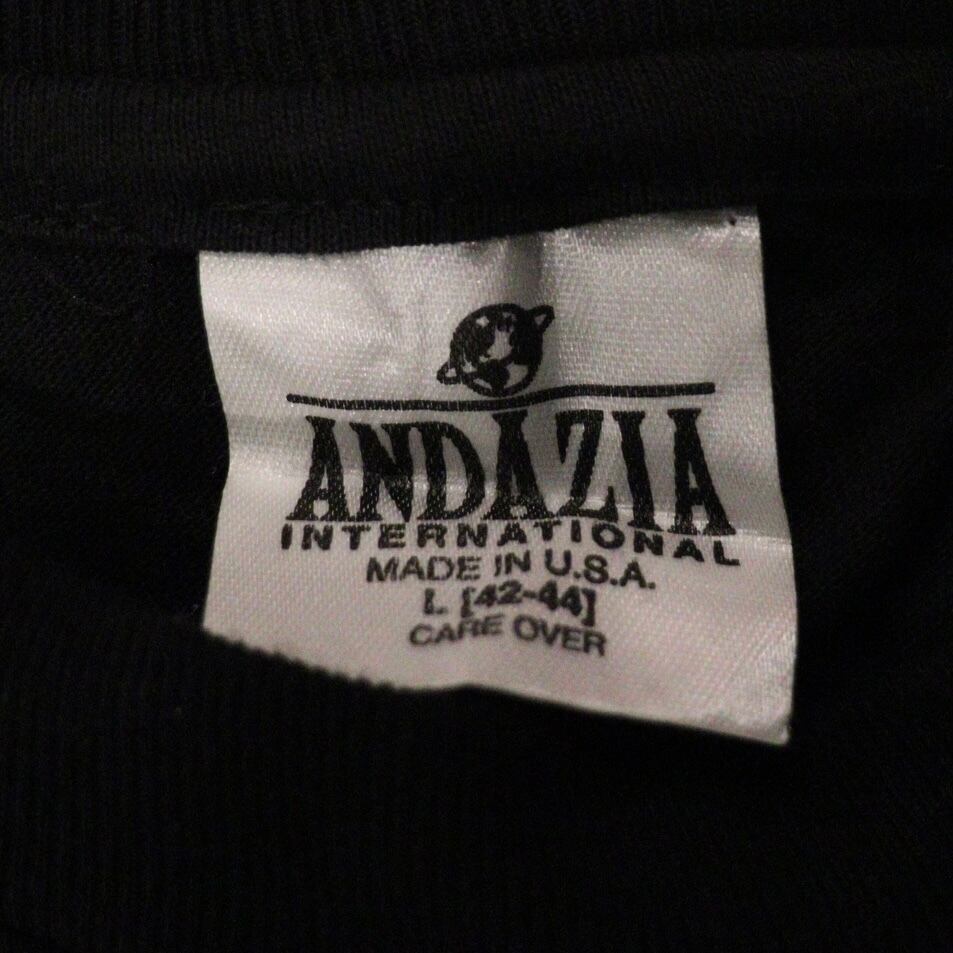 ANDAZIA
INTERNATIONAL
MADE IN U.S.A.
L [42-44]
CARE OVER